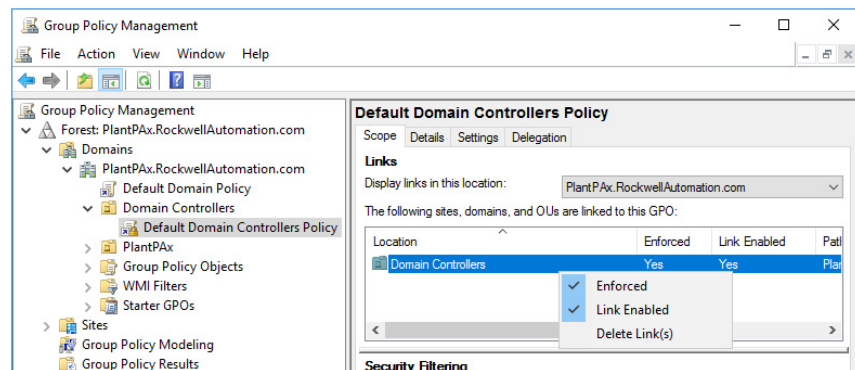 Group Policy Management
File Action View Window Help
Group Policy Management
Forest: PlantPAx.RockwellAutomation.com
Domains
PlantPAx.RockwellAutomation.com
Default Domain Policy
Domain Controllers
Default Domain Controllers Policy
PlantPAx
Group Policy Objects
WMI Filters
Starter GPOs
Sites
Group Policy Modeling
Group Policy Results
Default Domain Controllers Policy
Scope Details Settings Delegation
Links
Display links in this location: PlantPAx.RockwellAutomation.com
The following sites, domains, and OUs are linked to this GPO:
Location Enforced Link Enabled Patl
Domain Controllers Yes Yes Plan
Enforced
Link Enabled
Delete Link(s)
Security Filtering